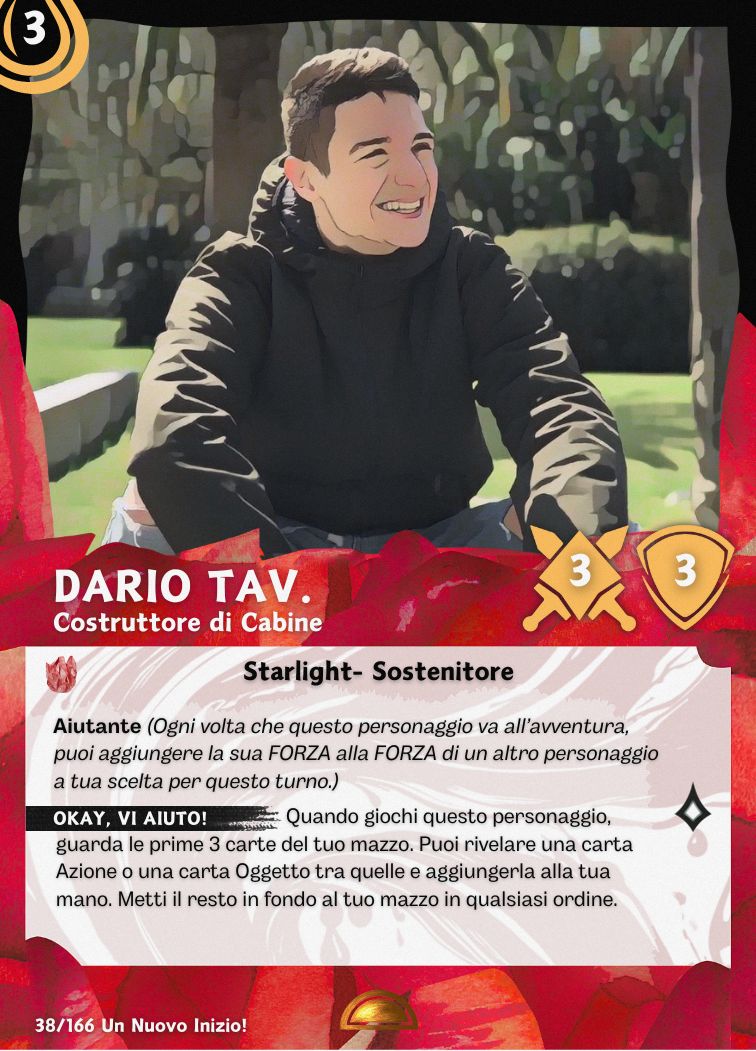 3
3
3
DARIO TAV.
Costruttore di Cabine
Starlight- Sostenitore
Aiutante (Ogni volta che questo personaggio va all'avventura,
puoi aggiungere la sua FORZA alla FORZA di un altro personaggio
a tua scelta per questo turno.)
OKAY, VI AIUTO! Quando giochi questo personaggio,
guarda le prime 3 carte del tuo mazzo. Puoi rivelare una carta
Azione o una carta Oggetto tra quelle e aggiungerla alla tua
mano. Metti il resto in fondo al tuo mazzo in qualsiasi ordine.
38/166 Un Nuovo Inizio!